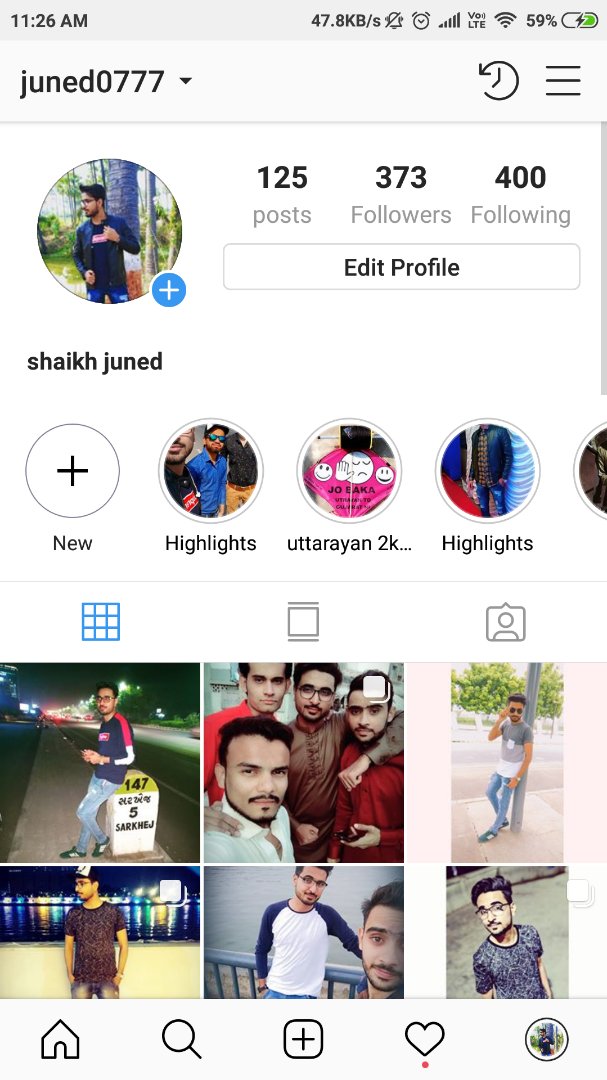 11:26 AM 47.8KB/s Vo) LTE 59%
juned0777
125 373 400
posts Followers Following
Edit Profile
shaikh juned
JO BAKA
New Highlights uttarayan 2k... Highlights
147
સરખેજ
5
SARKHEJ